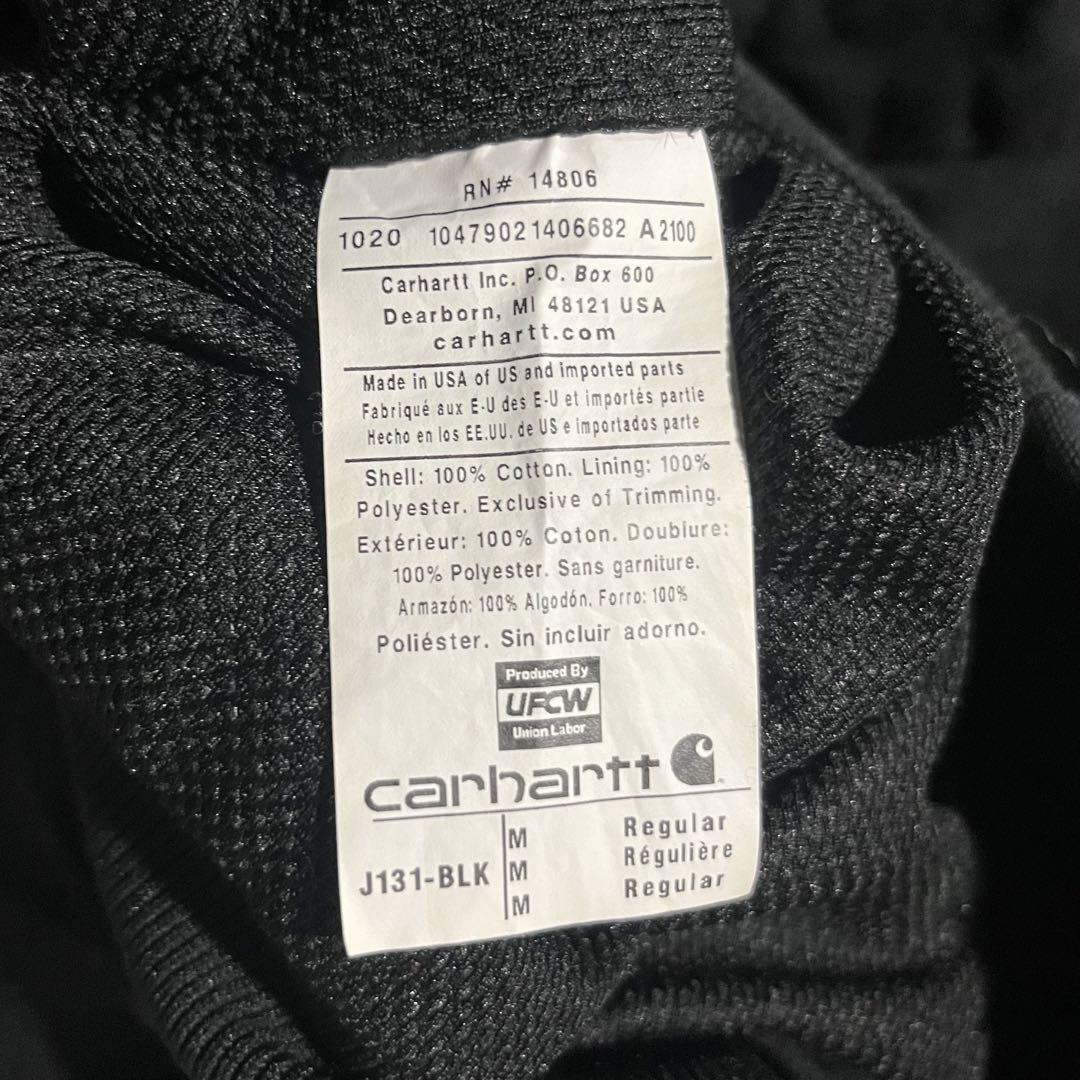 RN# 14806
1020 10479021406682 A2100
Carhartt Inc. P.O. Box 600
Dearborn, MI 48121 USA
carhartt.com
Made in USA of US and imported parts
Fabriqué aux E-U des E-U et importés partie
Hecho en los EE.UU. de US e importados parte
Shell: 100% Cotton. Lining: 100%
Polyester. Exclusive of Trimming.
Extérieur: 100% Coton. Doubiure:
100% Polyester. Sans garniture.
Armazón: 100% Algodón. Forro: 100%
Poliéster. Sin incluir adorno.
Produced By
UFCW
Union Labor
carhartt
J131-BLK
M Regular
M Régulière
M Regular